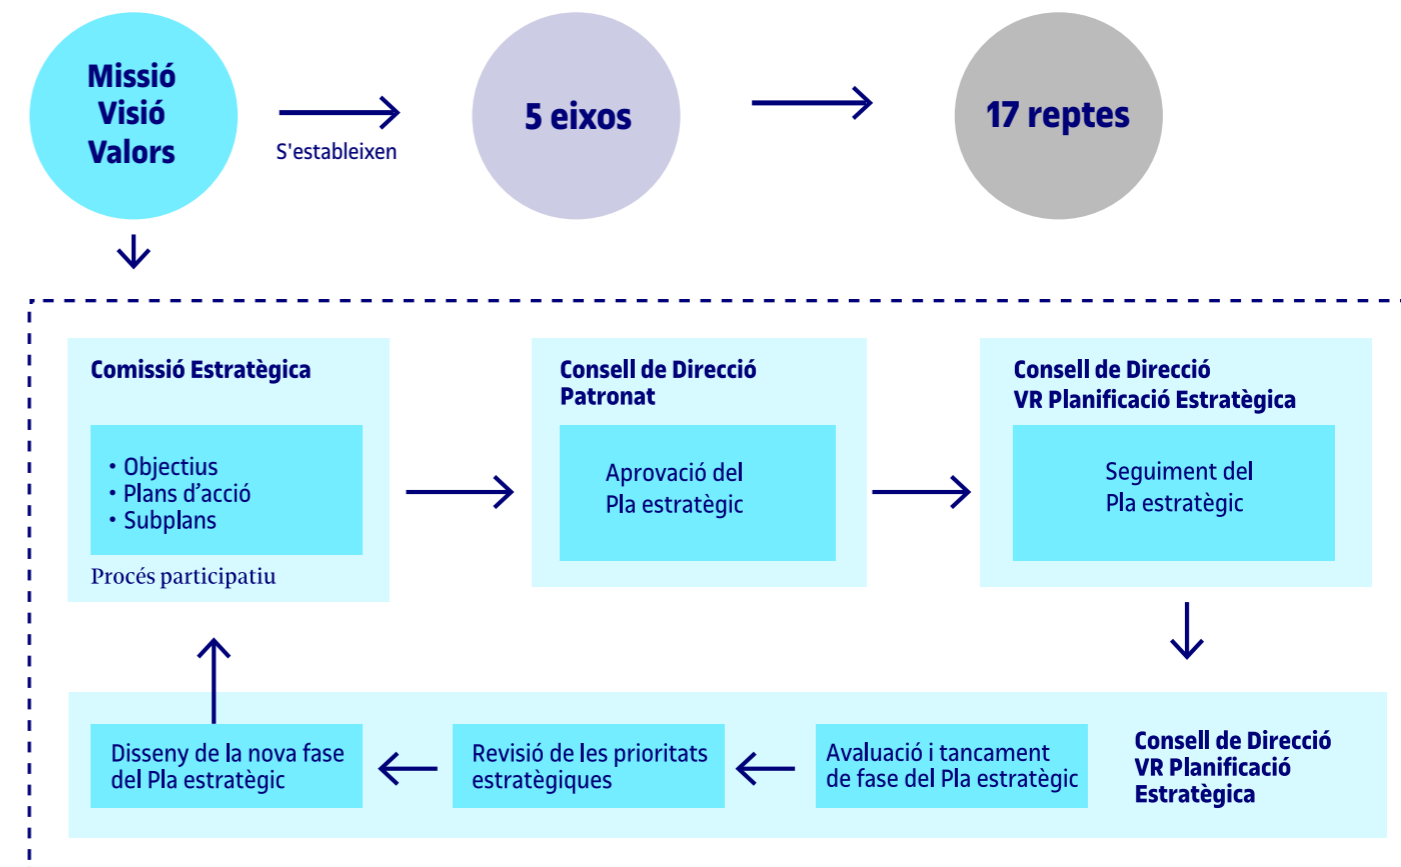 Missió
Visió
Valors
S'estableixen
5 eixos
17 reptes
Comissió Estratègica
• Objectius
• Plans d’acció
• Subplans
Procés participatiu
Consell de Direcció
Patronat
Aprovació del
Pla estratègic
Consell de Direcció
VR Planificació Estratègica
Seguiment del
Pla estratègic
Disseny de la nova fase
del Pla estratègic
Revisió de les prioritats
estratègiques
Avaluació i tancament
de fase del Pla estratègic
Consell de Direcció
VR Planificació
Estratègica